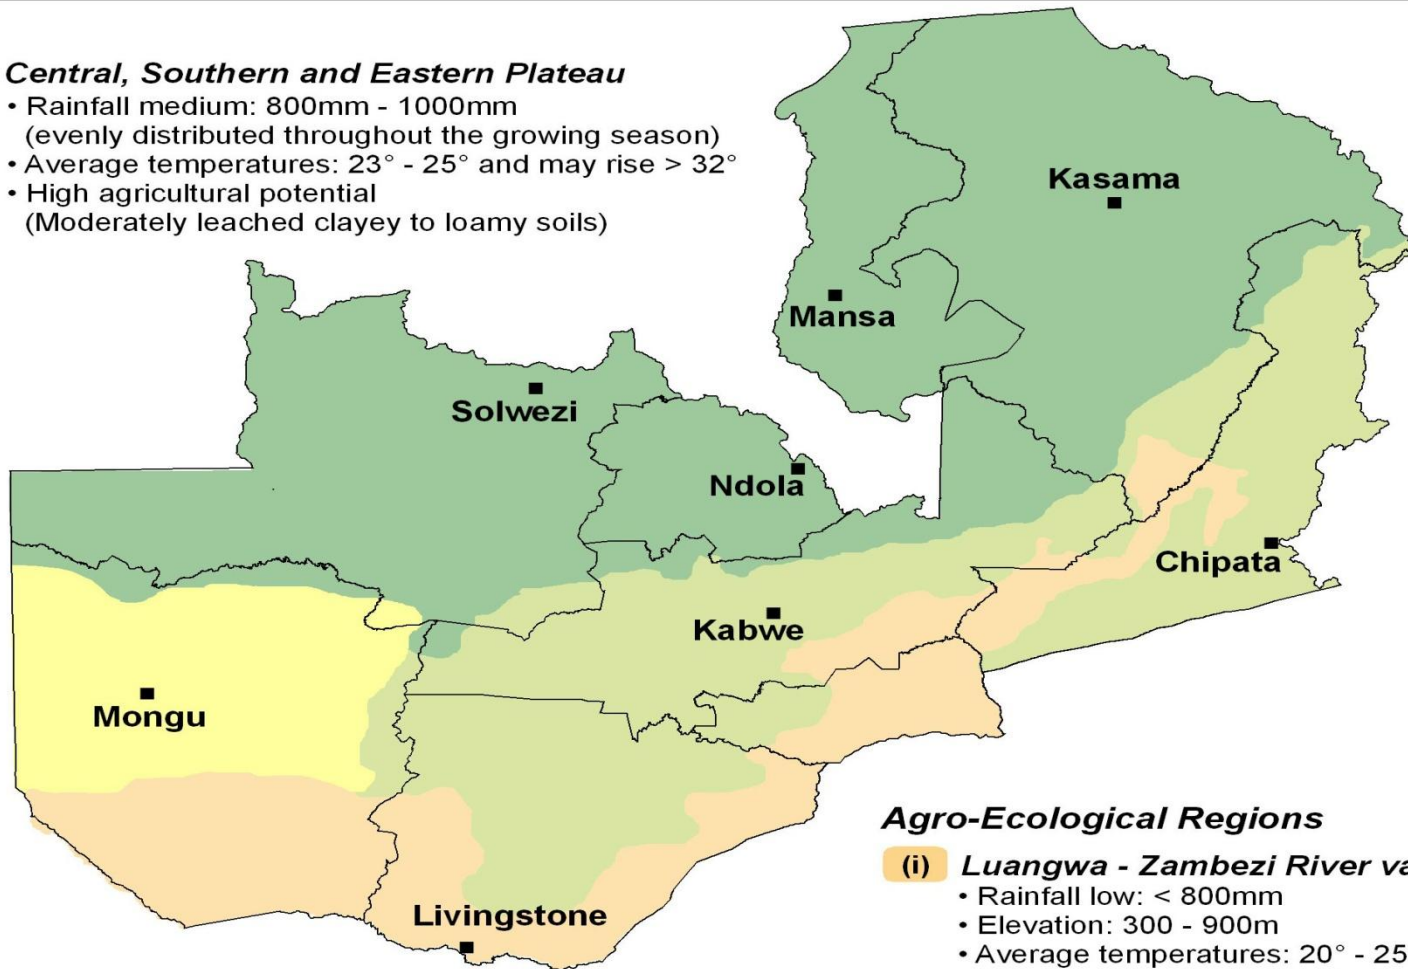 Central, Southern and Eastern Plateau
• Rainfall medium: 800mm - 1000mm
(evenly distributed throughout the growing season)
• Average temperatures: 23° - 25° and may rise > 32°
• High agricultural potential
(Moderately leached clayey to loamy soils)
Kasama
Mansa
Solwezi
Ndola
Chipata
Kabwe
Mongu
Livingstone
Agro-Ecological Regions
(i) Luangwa - Zambezi River
• Rainfall low: < 800mm
• Elevation: 300 - 900m
• Average temperatures: 20° - 25